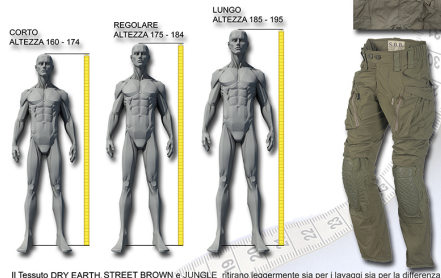 LUNGO
ALTEZZA 185 - 195
REGOLARE
ALTEZZA 175 - 184
CORTO
ALTEZZA 160 - 174
Il Tessuto DRY EARTH, STREET BROWN e JUNGLE ritirano leggermente sia per i lavaggi sia per la differenza